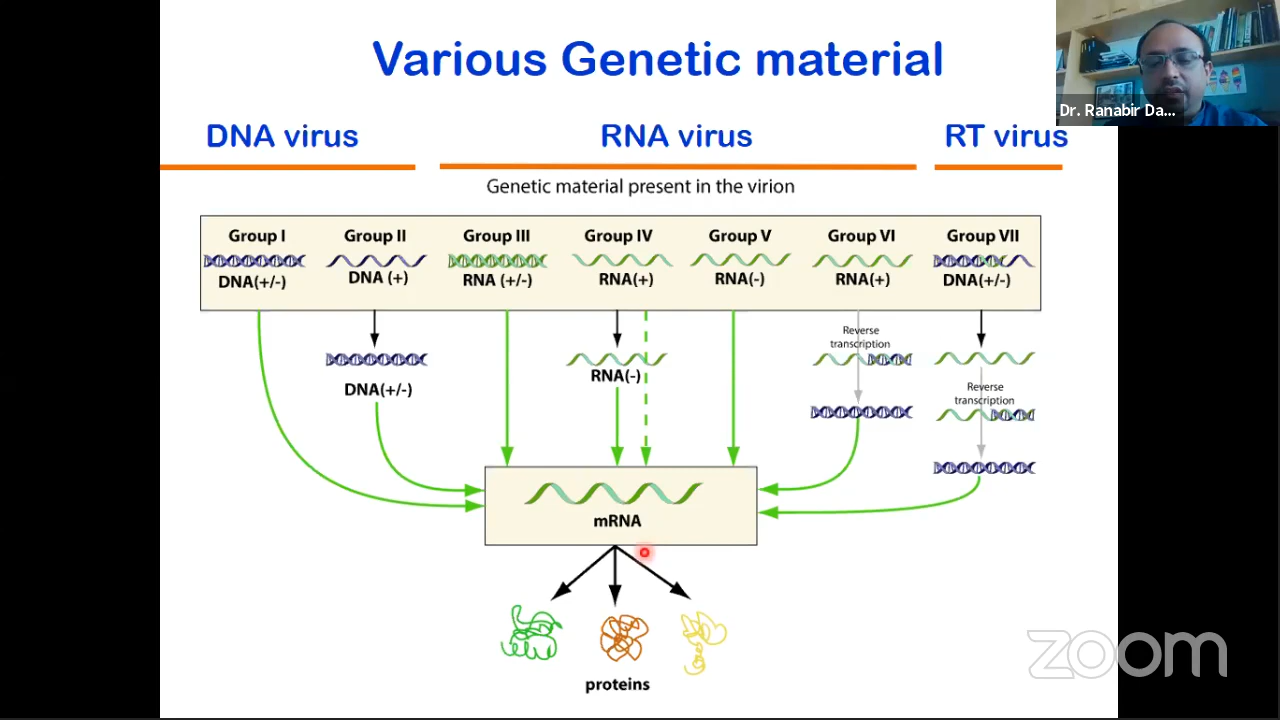 Various Genetic material
Dr. Ranabir Da...
DNA virus
RNA virus
RT virus
Genetic material present in the virion
Group I
Group II
Group III
Group IV
Group V
Group VI
Group VII
DNA(+/-)
DNA (+)
RNA (+/-)
RNA(+)
RNA(-)
RNA(+)
DNA(+/-)
Reverse
transcription
DNA(+/-)
RNA(-)
Reverse
transcription
mRNA
proteins
zoom